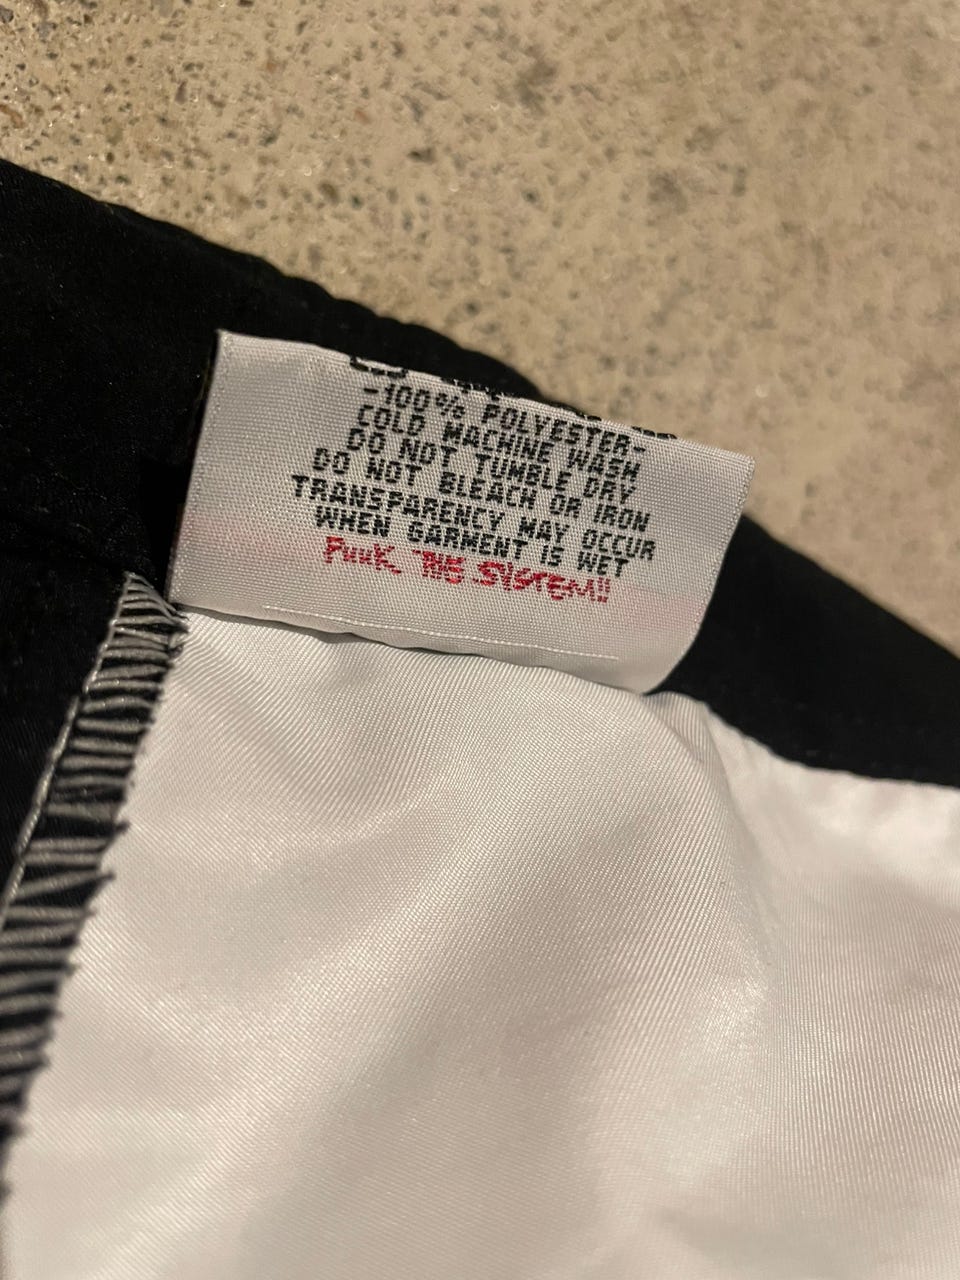 -100% POLYESTER-
COLD MACHINE WASH
DO NOT TUMBLE DRY
DO NOT BLEACH OR IRON
TRANSPARENCY MAY OCCUR
WHEN GARMENT IS WET
FuuK THE SYSTEM!!